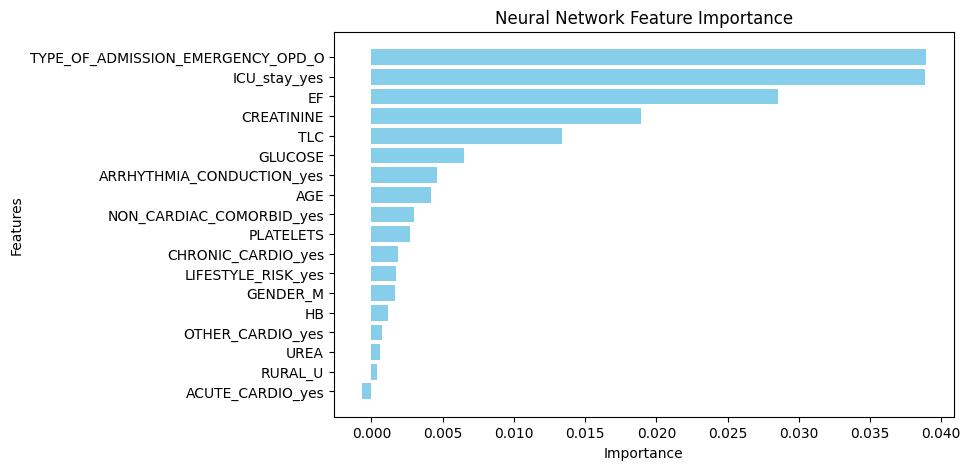 Neural Network Feature Importance
Features
TYPE_OF_ADMISSION_EMERGENCY_OPD_O
ICU_stay_yes
EF
CREATININE
TLC
GLUCOSE
ARRHYTHMIA_CONDUCTION_yes
AGE
NON_CARDIAC_COMORBID_yes
PLATELETS
CHRONIC_CARDIO_yes
LIFESTYLE_RISK_yes
GENDER_M
HB
OTHER_CARDIO_yes
UREA
RURAL_U
ACUTE_CARDIO_yes
0.000 0.005 0.010 0.015 0.020 0.025 0.030 0.035 0.040
Importance